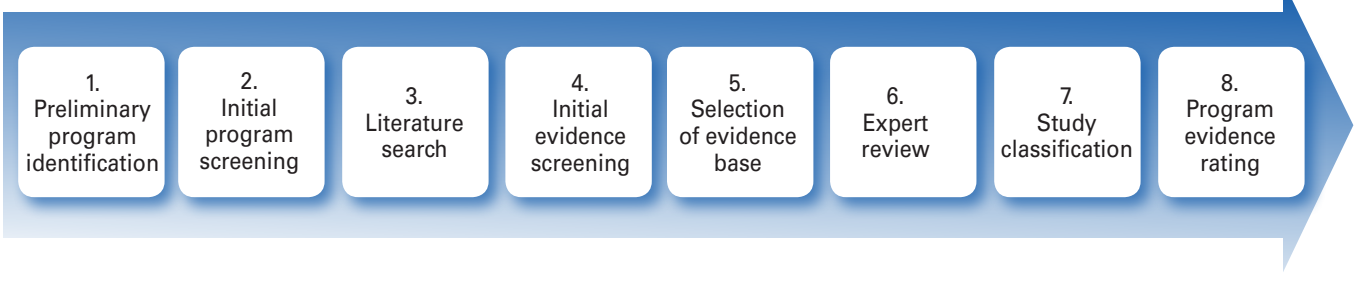 1.
Preliminary
program
identification
2.
Initial
program
screening
3.
Literature
search
4.
Initial
evidence
screening
5.
Selection
of evidence
base
6.
Expert
review
7.
Study
classification
8.
Program
evidence
rating